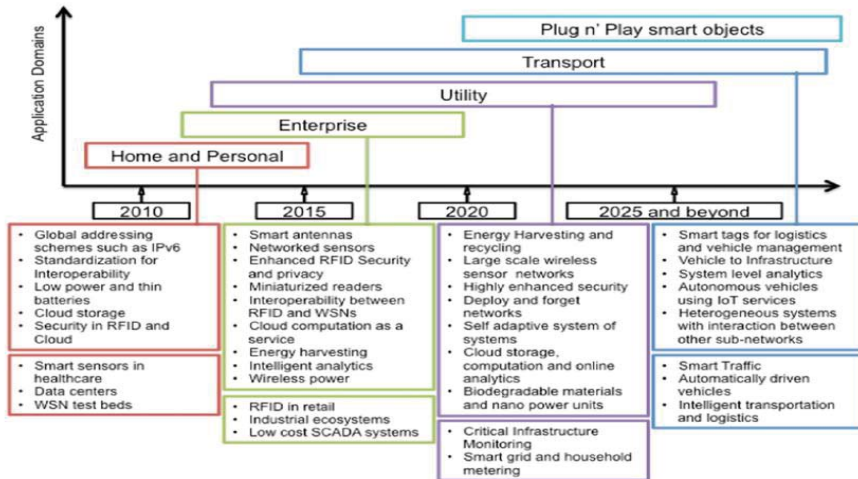 Application Domains
Plug n' Play smart objects
Transport
Utility
Enterprise
Home and Personal
2010
2015
2020
2025 and beyond
• Global addressing
schemes such as IPv6
• Standardization for
Interoperability
• Low power and thin
batteries
• Cloud storage
• Security in RFID and
Cloud
• Smart sensors in
healthcare
• Data centers
• WSN test beds
• Smart antennas
• Networked sensors
• Enhanced RFID Security
and privacy
• Miniaturized readers
• Interoperability between
RFID and WSNs
• Cloud computation as a
service
• Energy harvesting
• Intelligent analytics
• Wireless power
• RFID in retail
• Industrial ecosystems
• Low cost SCADA systems
• Energy Harvesting and
recycling
• Large scale wireless
sensor networks
• Highly enhanced security
• Deploy and forget
networks
• Self adaptive system of
systems
• Cloud storage,
computation and online
analytics
• Biodegradable materials
and nano power units
• Critical Infrastructure
Monitoring
• Smart grid and household
metering
• Smart tags for logistics
and vehicle management
• Vehicle to Infrastructure
• System level analytics
• Autonomous vehicles
using IoT services
• Heterogeneous systems
with interaction between
other sub-networks
• Smart Traffic
• Automatically driven
vehicles
• Intelligent transportation
and logistics